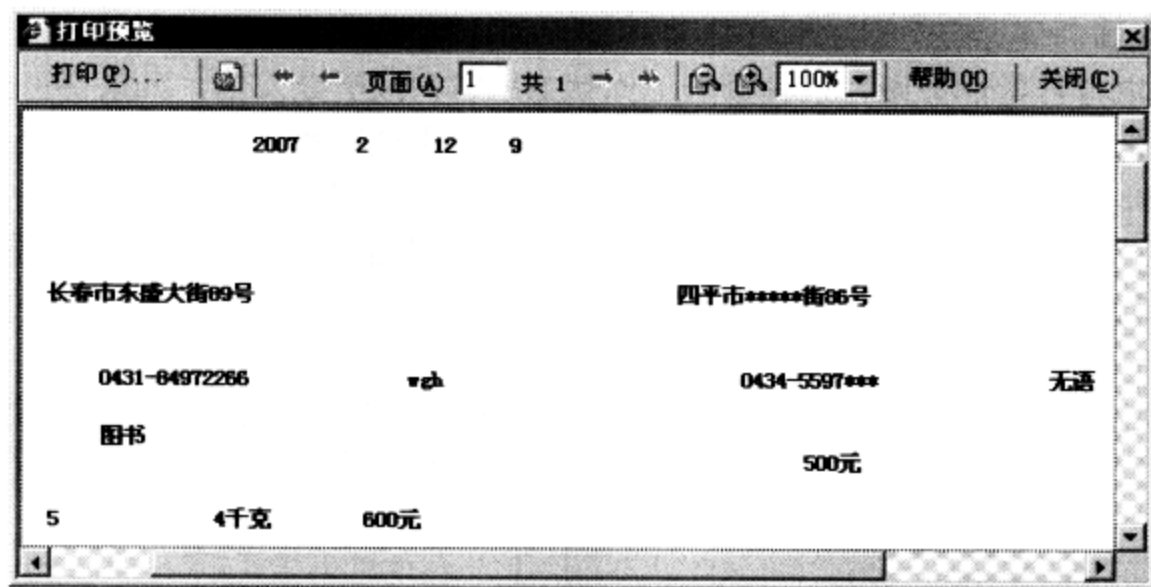 打印预览
打印(P)... 页面(A) 1 共 1 100% 帮助(H) 关闭(C)
2007 2 12 9
长春市东盛大街89号 四平市*****街86号
0431-84972266 wgh 0434-5597*** 无语
图书
500元
5 4千克 600元